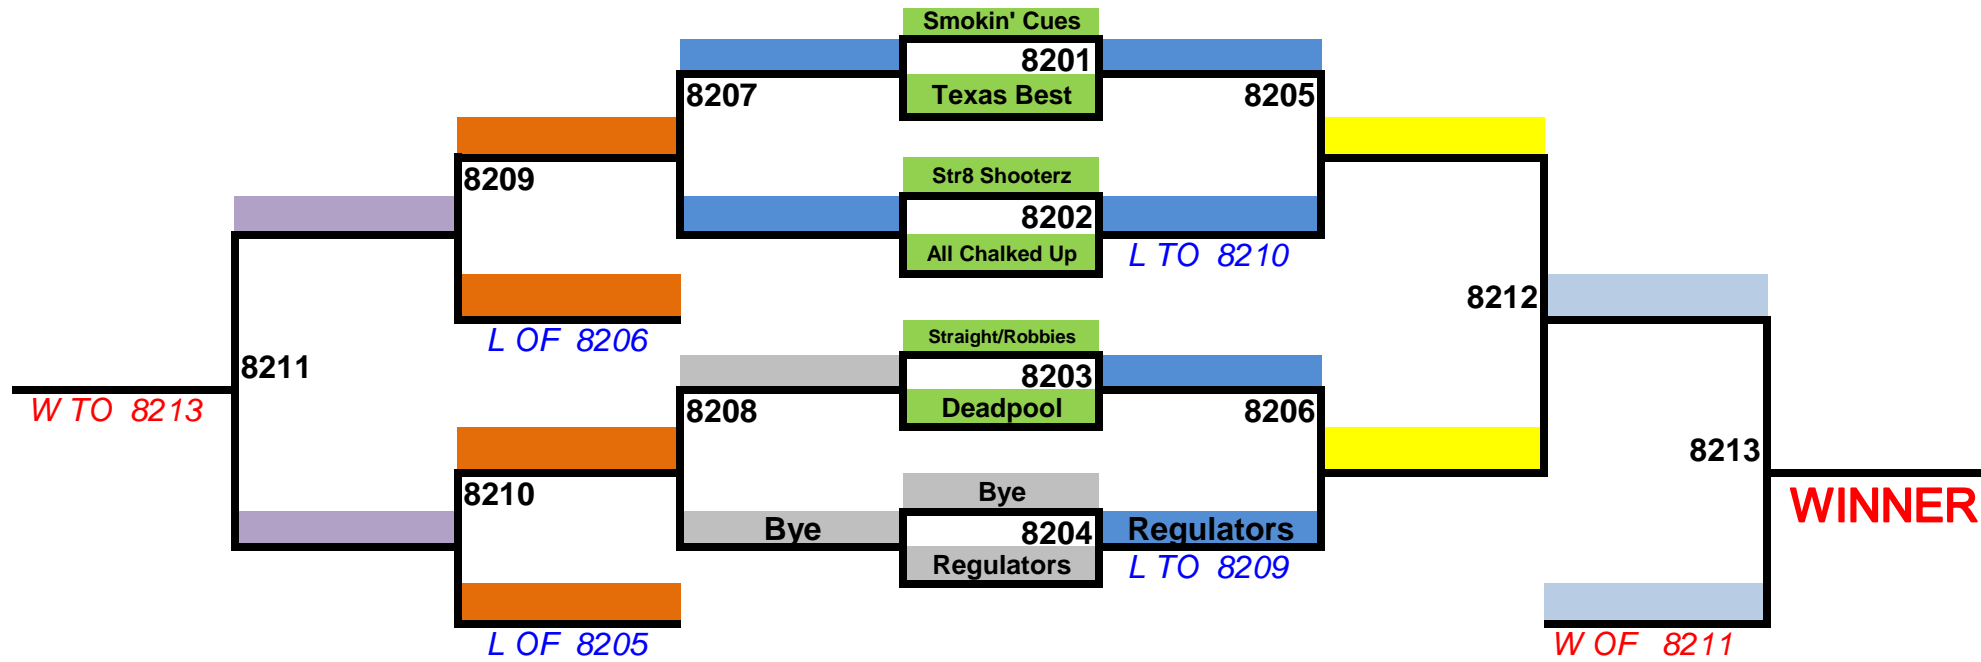 Smokin' Cues
8201
8207
Texas Best
8205
Str8 Shooterz
8209
8202
All Chalked Up
L TO 8210
8212
L OF 8206
Straight/Robbies
8211
8203
W TO 8213
8208
Deadpool
8206
8213
8210
Bye
WINNER
Bye
8204
Regulators
Regulators
L TO 8209
L OF 8205
W OF 8211